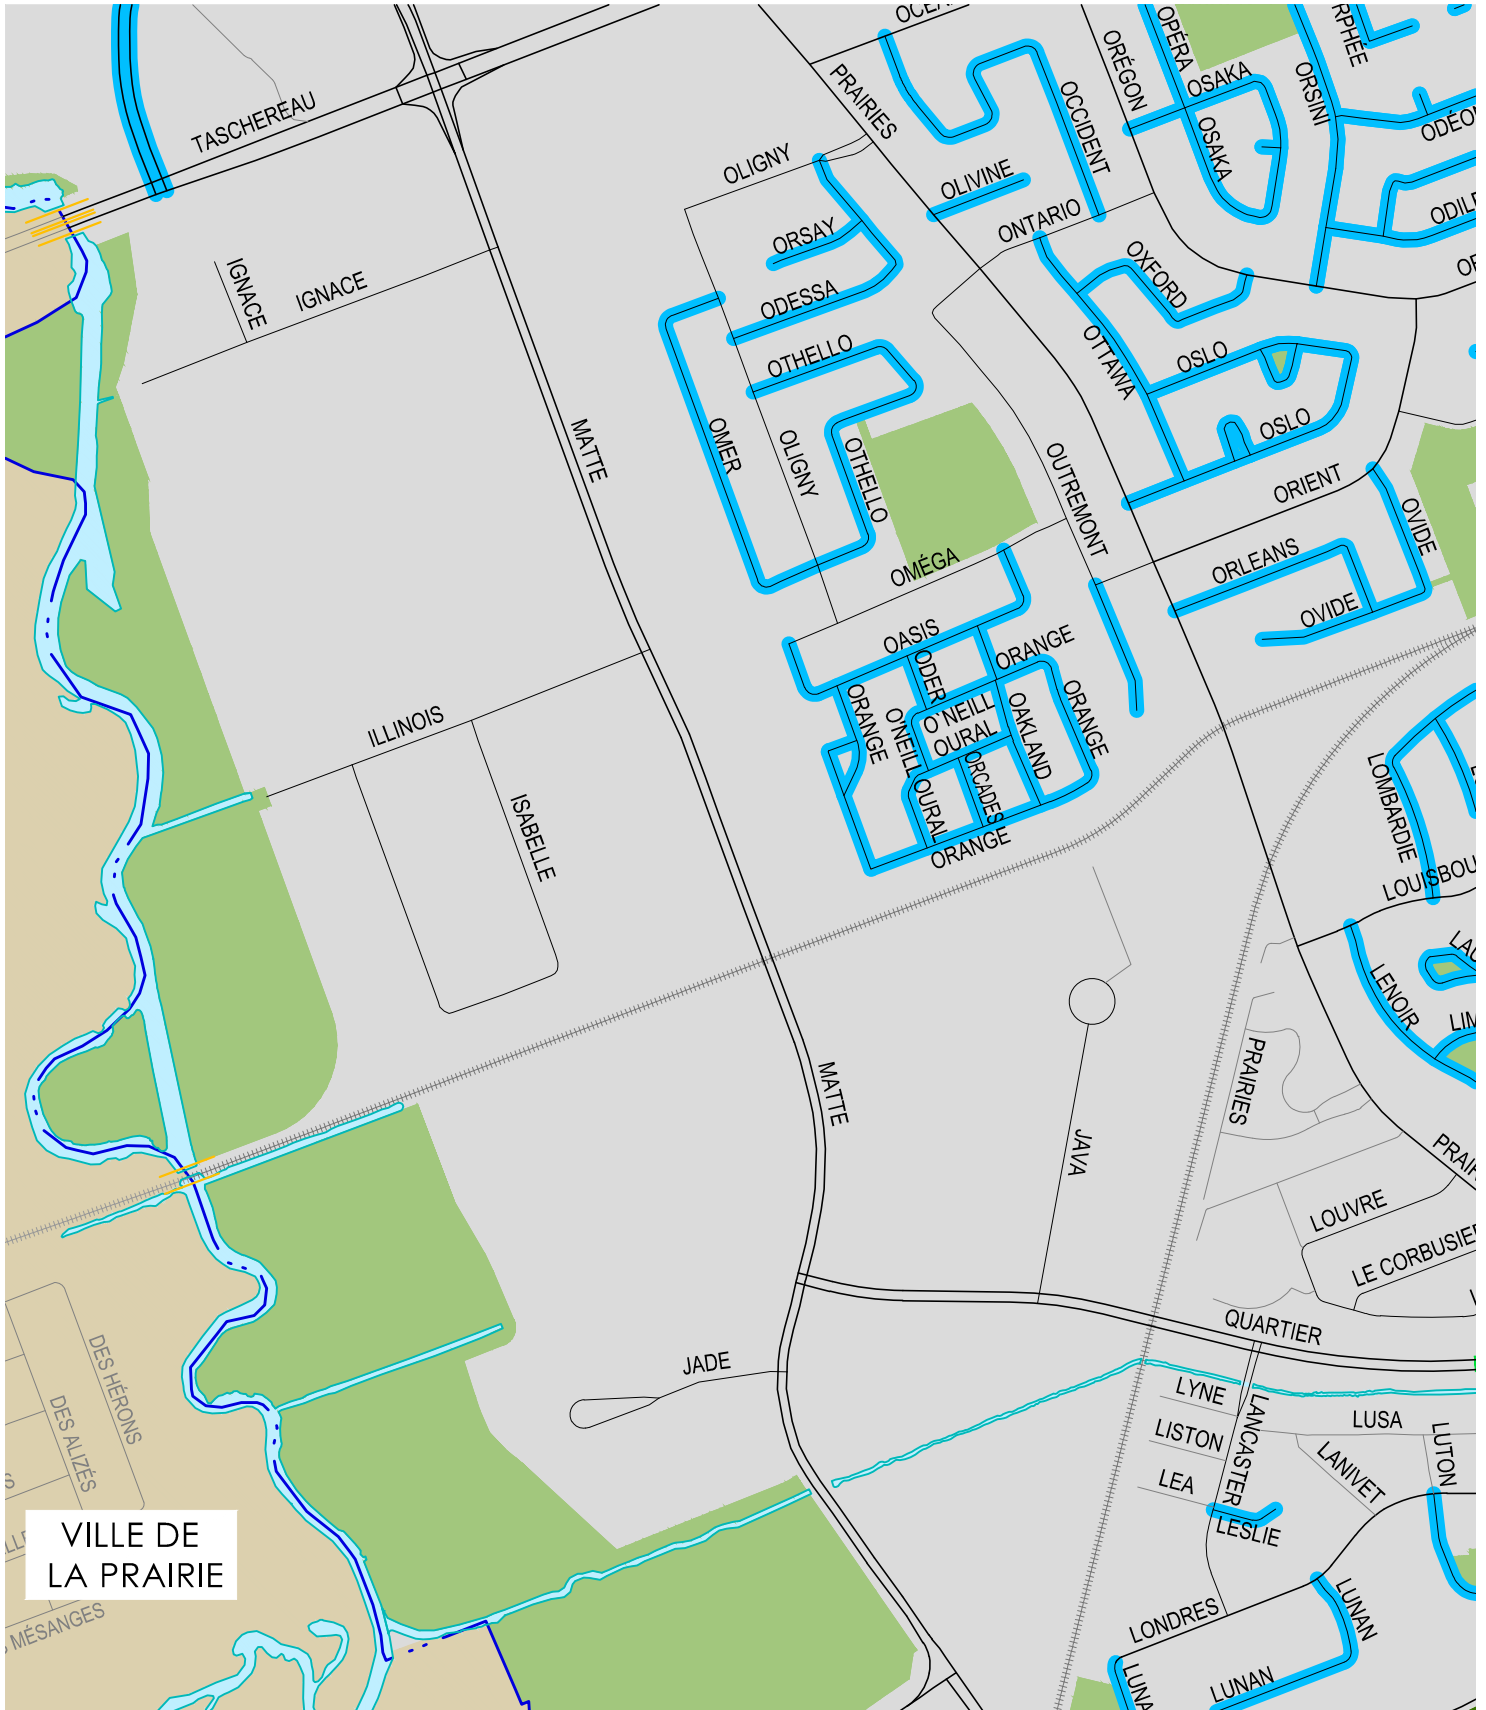 TASCHEREAU
PRAIRIES
ORÉGON
OPÉRA
OSAKA
OSAKA
ORSINI
OCCIDENT
OLIGNY
OLIVINE
ONTARIO
ORSAY
ODESSA
OXFORD
IGNACE
IGNACE
OTHELLO
OTTAWA
OSLO
OSLO
OMER
OLIGNY
OTHELLO
MATTE
OUTREMONT
ORIENT
OVIDE
OMÉGA
ORLEANS
OVIDE
OASIS
ODER
ORANGE
ORANGE
O'NEILL
O'NEILL
OURAL
OAKLAND
ORANGE
OURAL
ORCADES
ORANGE
ILLINOIS
ISABELLE
LOMBARDIE
LOUISBOU
LENOIR
LIM
PRAIRIES
MATTE
JAVA
PRAIR
LOUVRE
LE CORBUSIER
QUARTIER
JADE
LYNE
LISTON
LEA
LANCASTER
LESLIE
LUSA
LANIVET
LUTON
DES HÉRONS
DES ALIZÉS
VILLE DE
LA PRAIRIE
MÉSANGES
LONDRES
LUNAN
LUNAN
LUNA